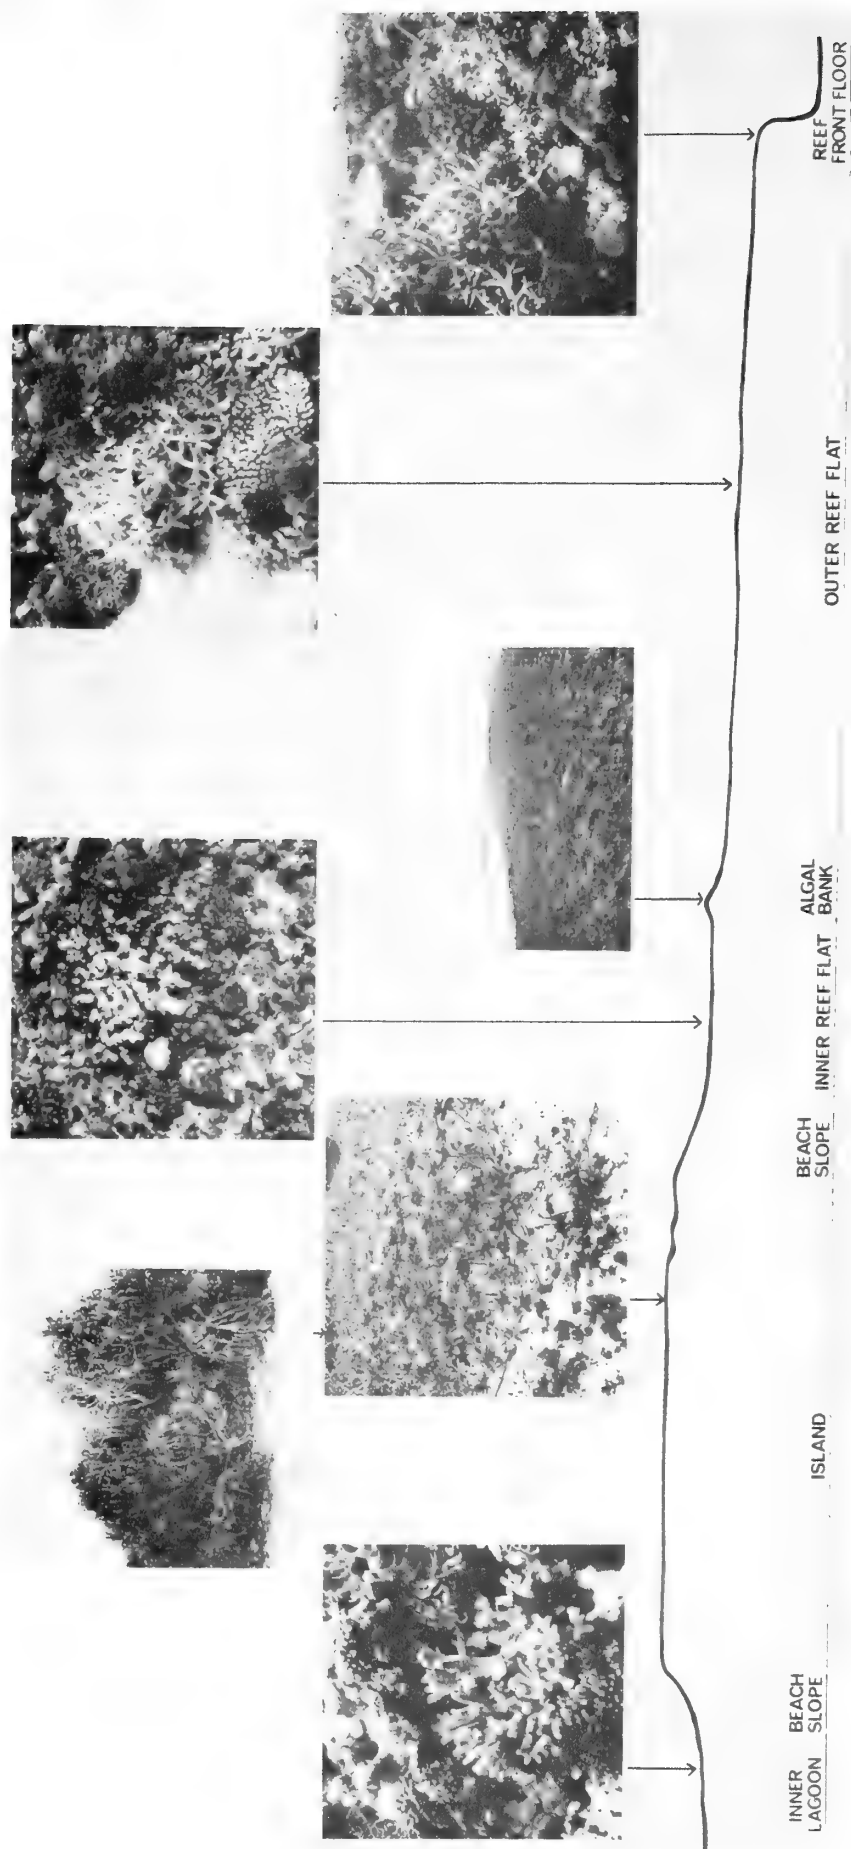 INNER
LAGOON
BEACH
SLOPE
ISLAND
BEACH
SLOPE
INNER REEF FLAT
ALGAL
BANK
OUTER REEF FLAT
REEF
FRONT FLOOR